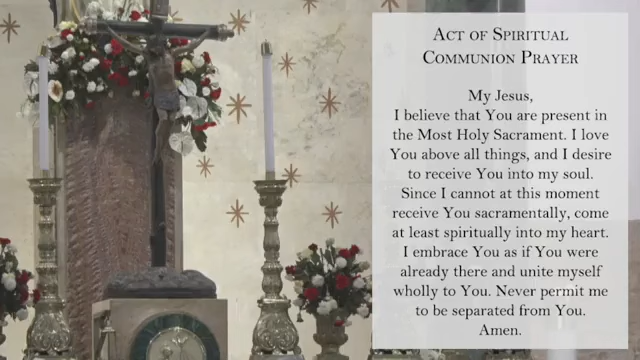 ACT OF SPIRITUAL
COMMUNION PRAYER
My Jesus,
I believe that You are present in
the Most Holy Sacrament. I love
You above all things, and I desire
to receive You into my soul.
Since I cannot at this moment
receive You sacramentally, come
at least spiritually into my heart.
I embrace You as if You were
already there and unite myself
wholly to You. Never permit me
to be separated from You.
Amen.